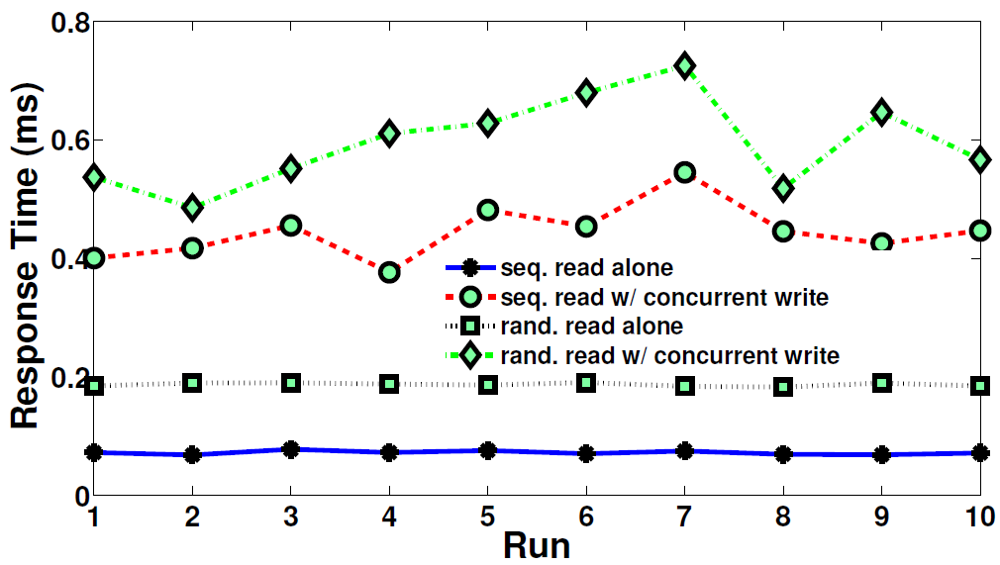 Response Time (ms)
0.8
0.6
0.4
0.2
0
seq. read alone
seq. read w/ concurrent write
rand. read alone
rand. read w/ concurrent write
1 2 3 4 5 6 7 8 9 10
Run